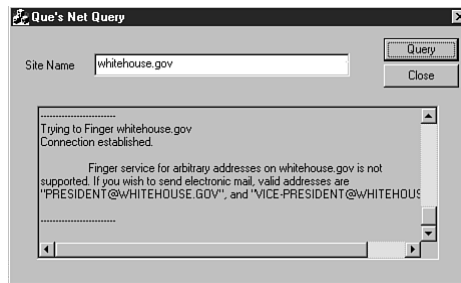 Que's Net Query
Query
Site Name whitehouse.gov
Close
-------------------------
Trying to Finger whitehouse.gov
Connection established.
Finger service for arbitrary addresses on whitehouse.gov is not
supported. If you wish to send electronic mail, valid addresses are
"PRESIDENT@WHITEHOUSE.GOV", and "VICE-PRESIDENT@WHITEHOUS
-------------------------